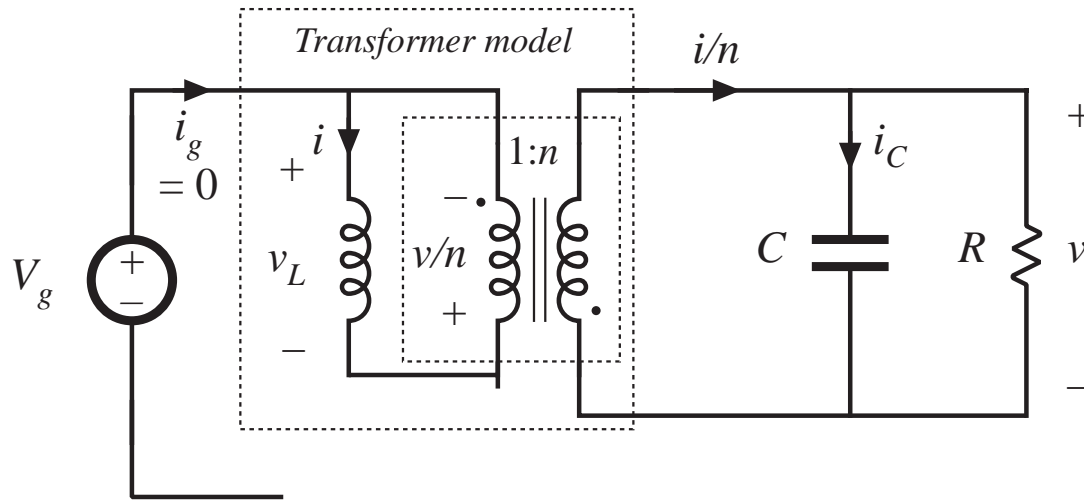 Transformer model
i/n
+
i_g
= 0
i
+
1:n
i_C
−
V_g
+
−
v_L
v/n
C
R
v
+
−
−